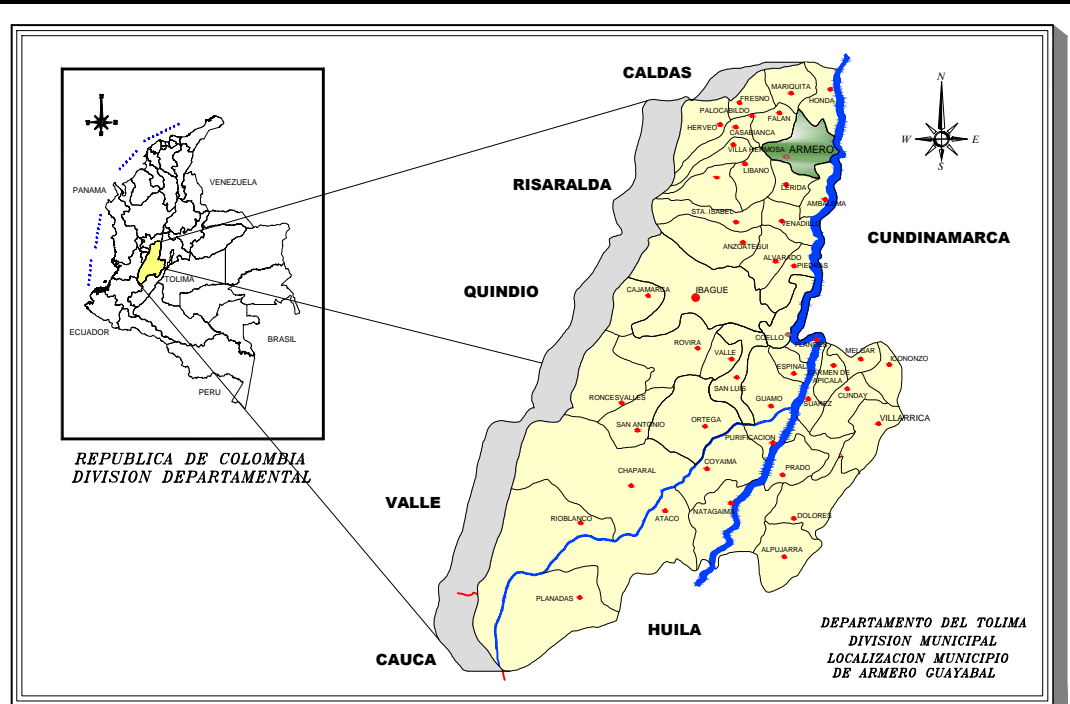 PANAMA
VENEZUELA
TOLIMA
ECUADOR
BRASIL
PERU
REPUBLICA DE COLOMBIA
DIVISION DEPARTAMENTAL
CALDAS
RISARALDA
QUINDIO
VALLE
CAUCA
HUILA
CUNDINAMARCA
N
W
E
S
MARIQUITA
HONDA
FRESNO
PALOCABILDO
FALAN
HERVEO
CASABIANCA
VILLA HERMOSA
ARMERO
LIBANO
LERIDA
AMBALEMA
STA. ISABEL
VENADILLO
ANZOATEGUI
ALVARADO
PIEDRAS
CAJAMARCA
IBAGUE
COELLO
FLANDES
ROVIRA
VALLE
MELGAR
ICONONZO
ESPINAL
CARMEN DE
APICALA
SAN LUIS
CUNDAY
RONCESVALLES
GUAMO
SUAREZ
SAN ANTONIO
ORTEGA
VILLARRICA
PURIFICACION
CHAPARAL
COYAIMA
PRADO
RIOBLANCO
ATACO
NATAGAIMA
DOLORES
ALPUJARRA
PLANADAS
DEPARTAMENTO DEL TOLIMA
DIVISION MUNICIPAL
LOCALIZACION MUNICIPIO
DE ARMERO GUAYABAL